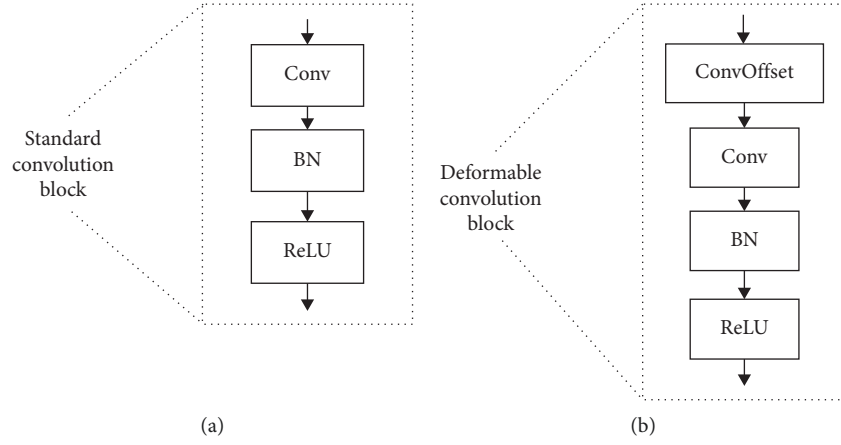 Standard
convolution
block
Conv
BN
ReLU
(a)
Deformable
convolution
block
ConvOffset
Conv
BN
ReLU
(b)